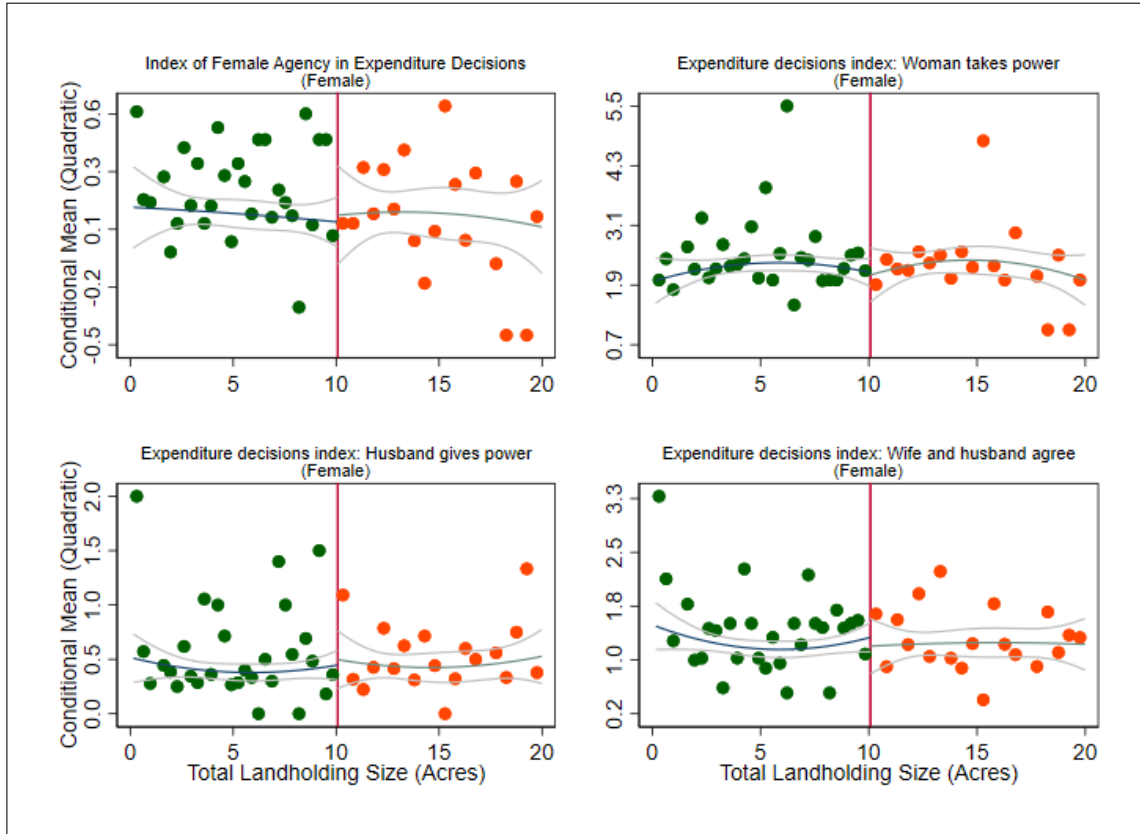 Index of Female Agency in Expenditure Decisions
(Female)
Conditional Mean (Quadratic)
0.6
0.3
0.1
-0.2
-0.5
0 5 10 15 20
Expenditure decisions index: Woman takes power
(Female)
5.5
4.3
3.1
1.9
0.7
0 5 10 15 20
Expenditure decisions index: Husband gives power
(Female)
Conditional Mean (Quadratic)
2.0
1.5
1.0
0.5
0.0
0 5 10 15 20
Total Landholding Size (Acres)
Expenditure decisions index: Wife and husband agree
(Female)
3.3
2.5
1.8
1.0
0.2
0 5 10 15 20
Total Landholding Size (Acres)